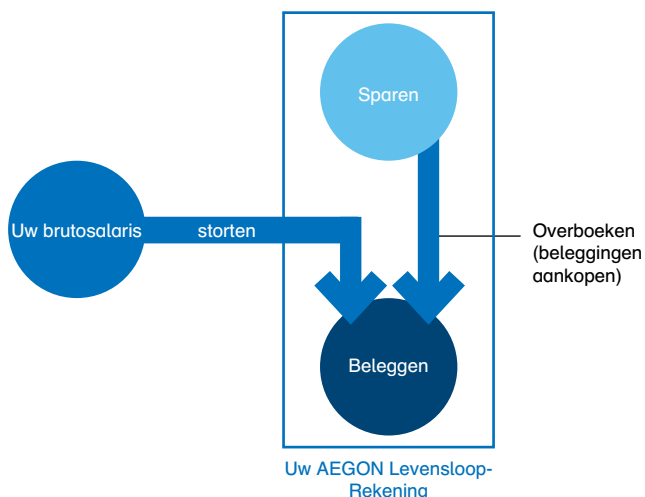 Sparen
Uw brutosalaris
storten
Overboeken
(beleggingen
aankopen)
Beleggen
Uw AEGON Levensloop-
Rekening